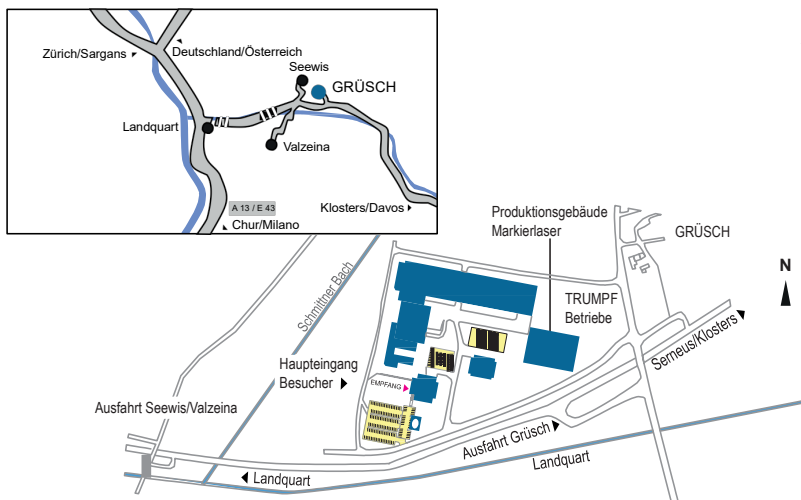 Zürich/Sargans
Deutschland/Österreich
Seewis
GRÜSCH
Landquart
Valzeina
A 13 / E 43
Klosters/Davos
Chur/Milano
Produktionsgebäude
Markierlaser
GRÜSCH
N
Schmittner Bach
TRUMPF
Betriebe
Serneus/Klosters
Haupteingang
Besucher
EMPFANG
Ausfahrt Seewis/Valzeina
Ausfahrt Grüsch
Landquart
Landquart